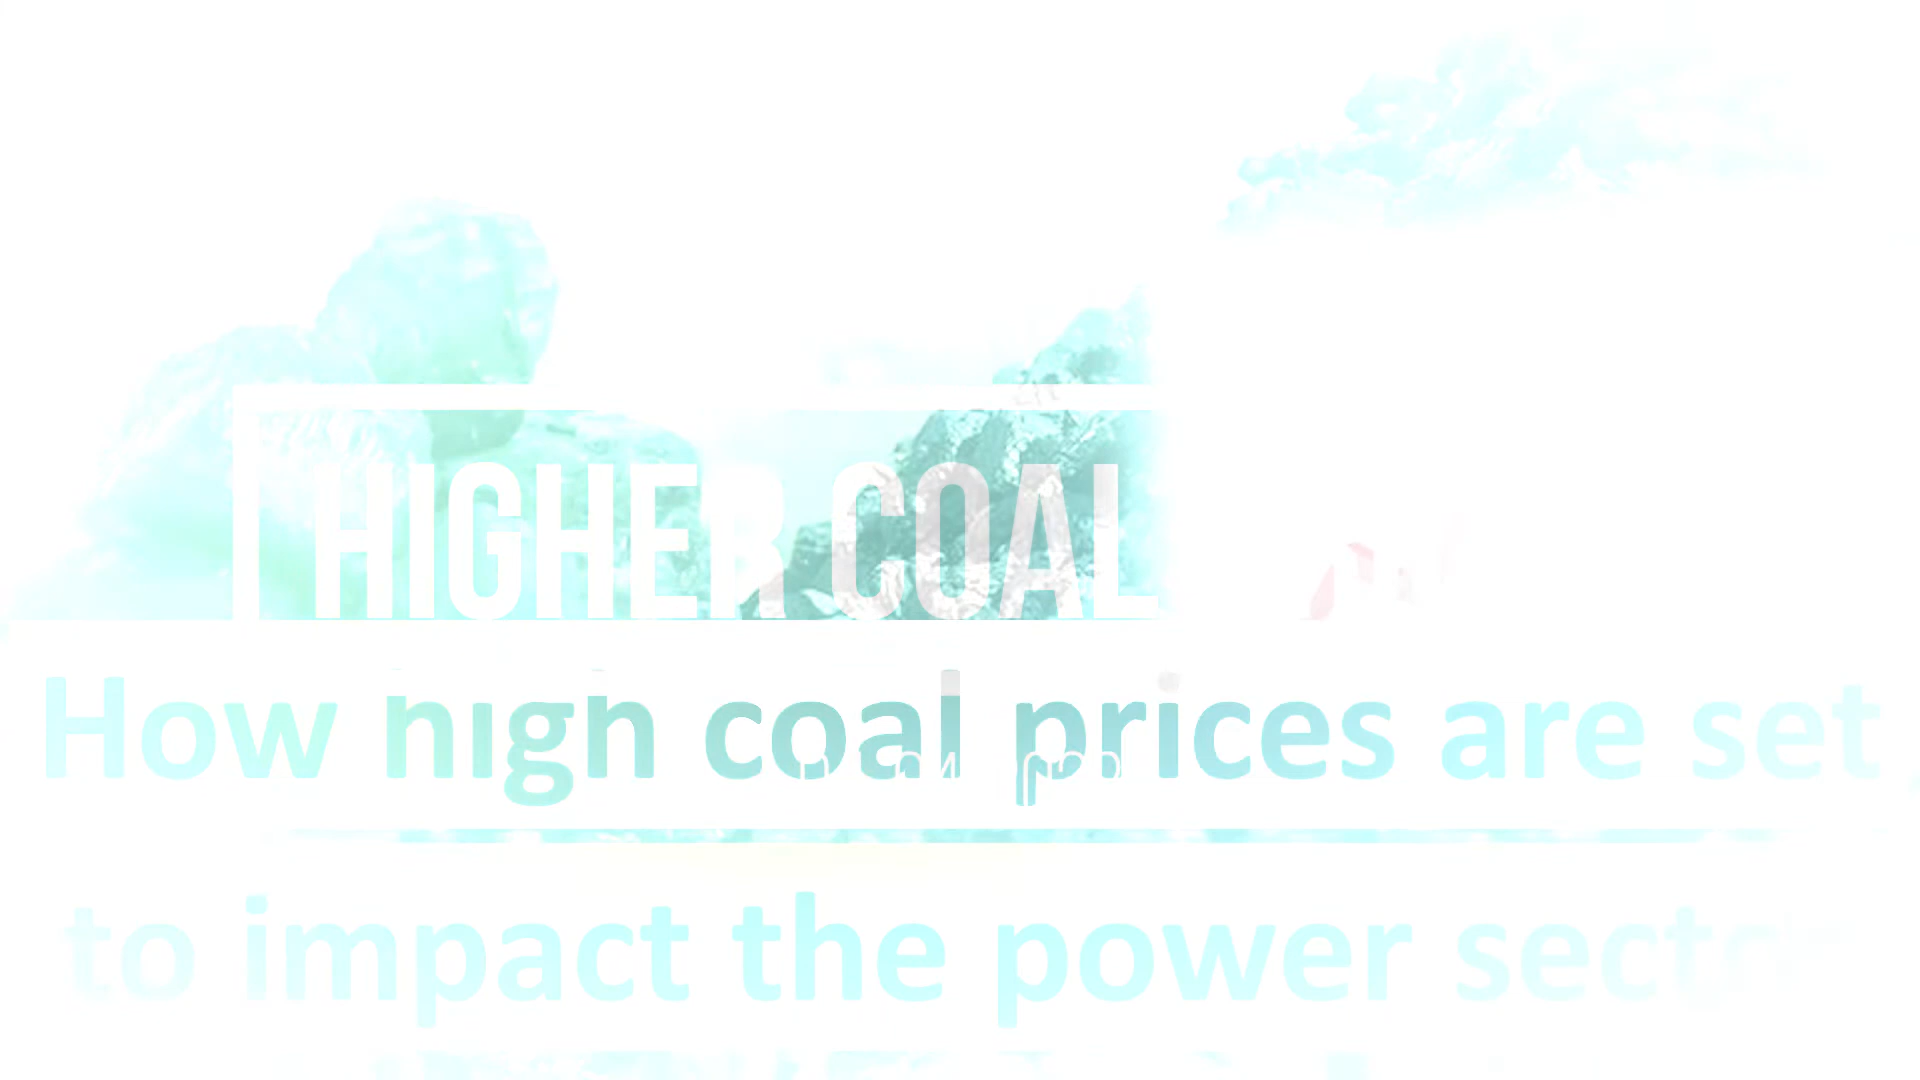 HIGHER COAL
How high coal prices are set
to impact the power sector